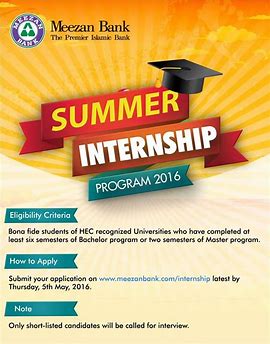 MEEZAN BANK
Meezan Bank
The Premier Islamic Bank
SUMMER
INTERNSHIP
PROGRAM 2016
Eligibility Criteria
Bona fide students of HEC recognized Universities who have completed at
least six semesters of Bachelor program or two semesters of Master program.
How to Apply
Submit your application on www.meezanbank.com/internship latest by
Thursday, 5th May, 2016.
Note
Only short-listed candidates will be called for interview.